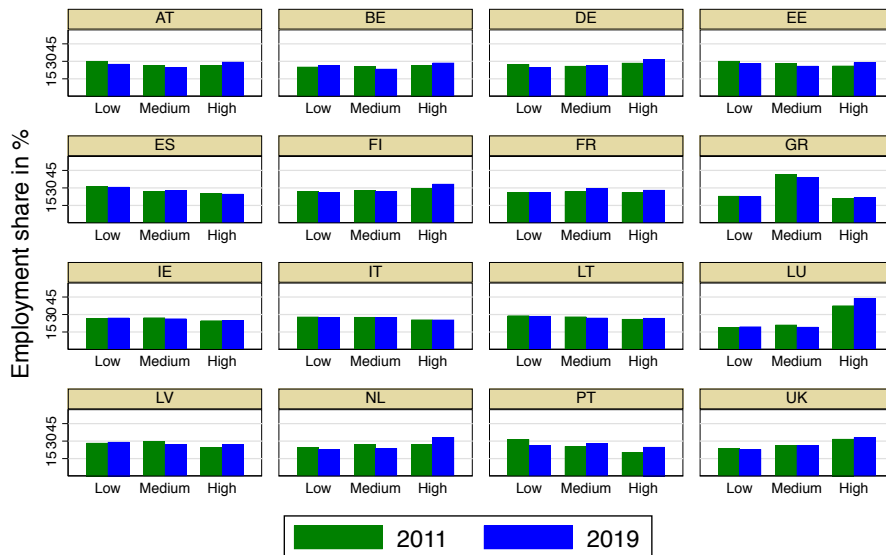 AT BE DE EE
15 30 45
Low Medium High Low Medium High Low Medium High Low Medium High
ES FI FR GR
15 30 45
Low Medium High Low Medium High Low Medium High Low Medium High
IE IT LT LU
15 30 45
Low Medium High Low Medium High Low Medium High Low Medium High
LV NL PT UK
15 30 45
Low Medium High Low Medium High Low Medium High Low Medium High
Employment share in %
2011 2019